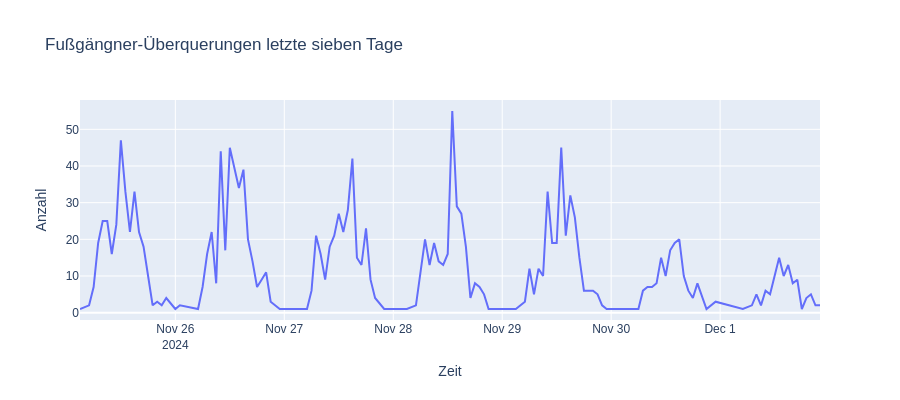 Fußgängner-Überquerungen letzte sieben Tage
50
40
30
20
10
0
Anzahl
Nov 26
2024
Nov 27
Nov 28
Nov 29
Nov 30
Dec 1
Zeit